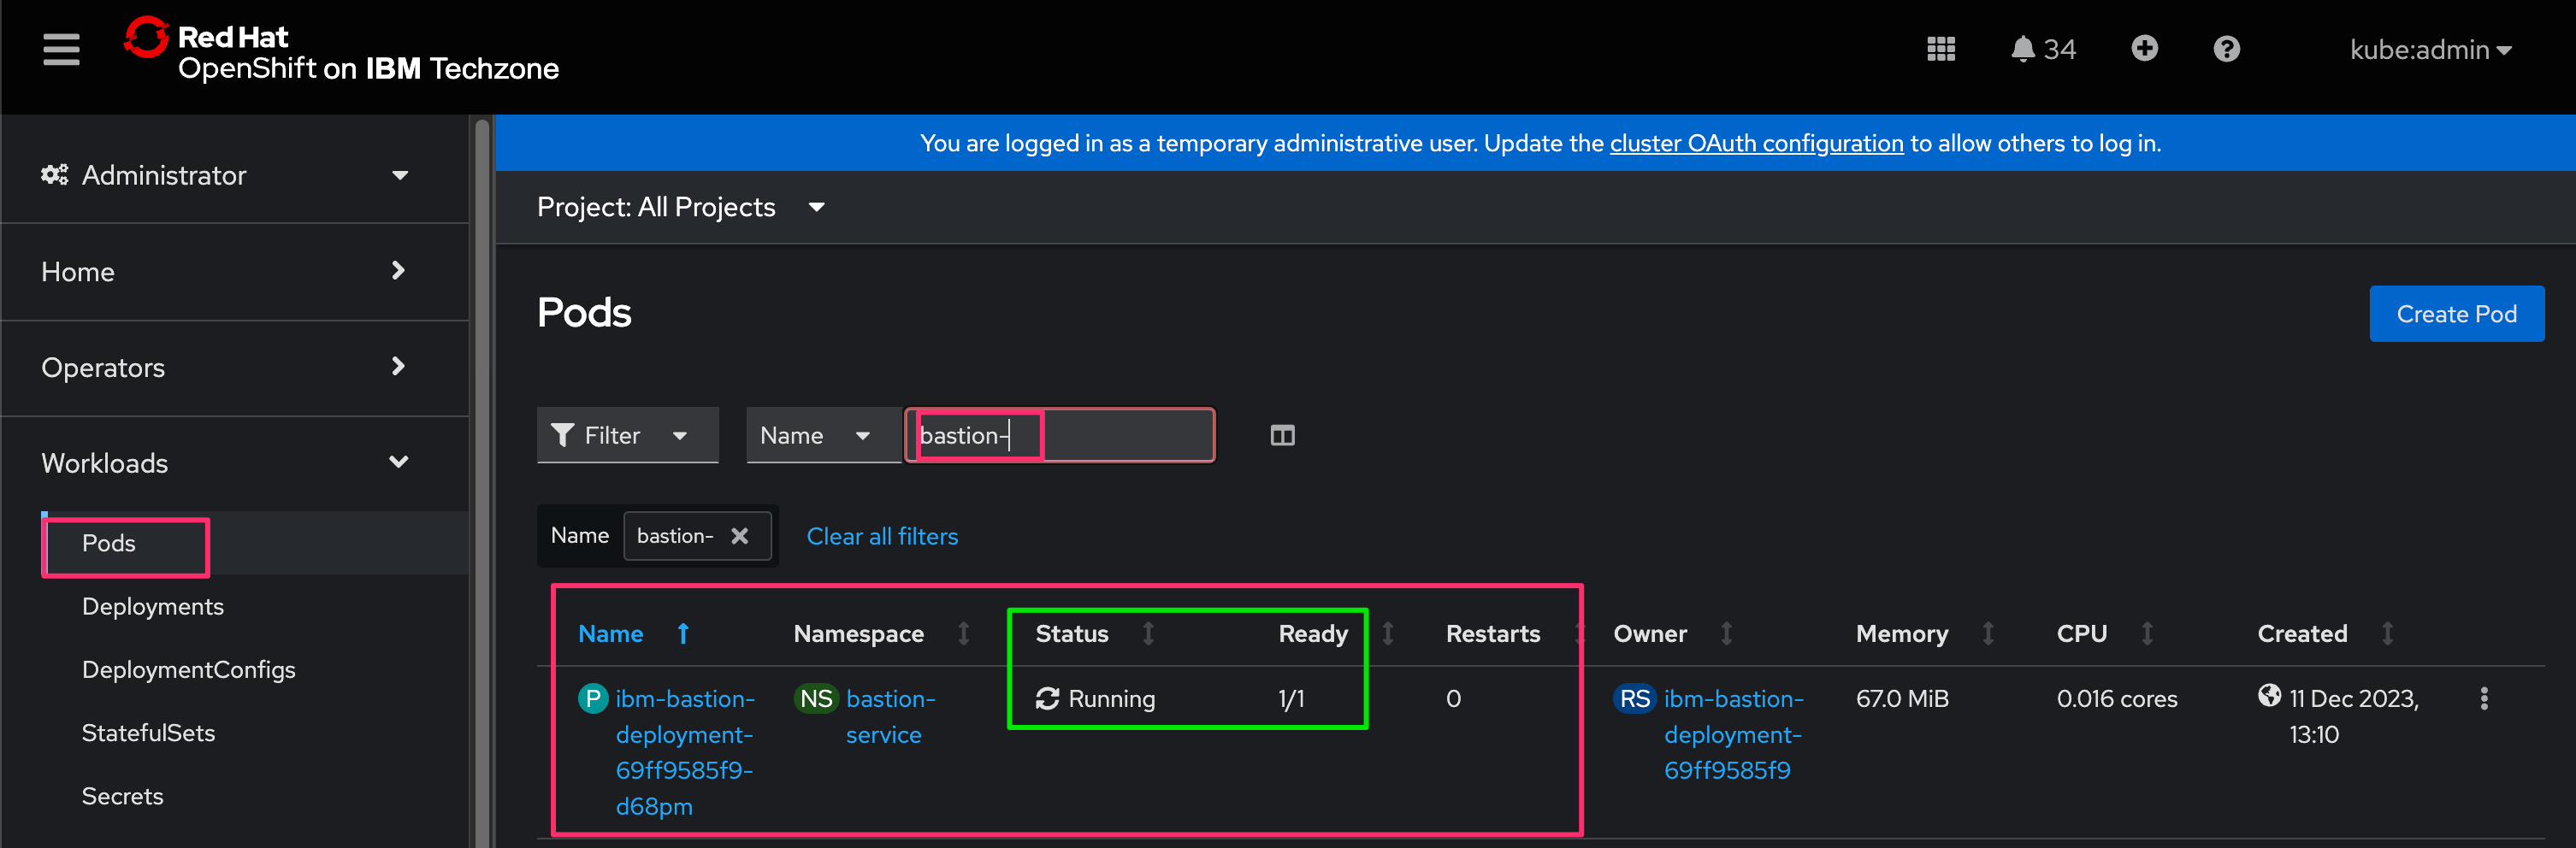 Red Hat
OpenShift on IBM Techzone
34
kube:admin
You are logged in as a temporary administrative user. Update the cluster OAuth configuration to allow others to log in.
Administrator
Home
Operators
Workloads
Pods
Deployments
DeploymentConfigs
StatefulSets
Secrets
Project: All Projects
Pods
Create Pod
Filter
Name
bastion-
Name bastion-
Clear all filters
Name Namespace Status Ready Restarts Owner Memory CPU Created
P ibm-bastion- NS bastion- Running 1/1 0 RS ibm-bastion- 67.0 MiB 0.016 cores 11 Dec 2023,
deployment- service deployment- 13:10
69ff9585f9- 69ff9585f9
d68pm